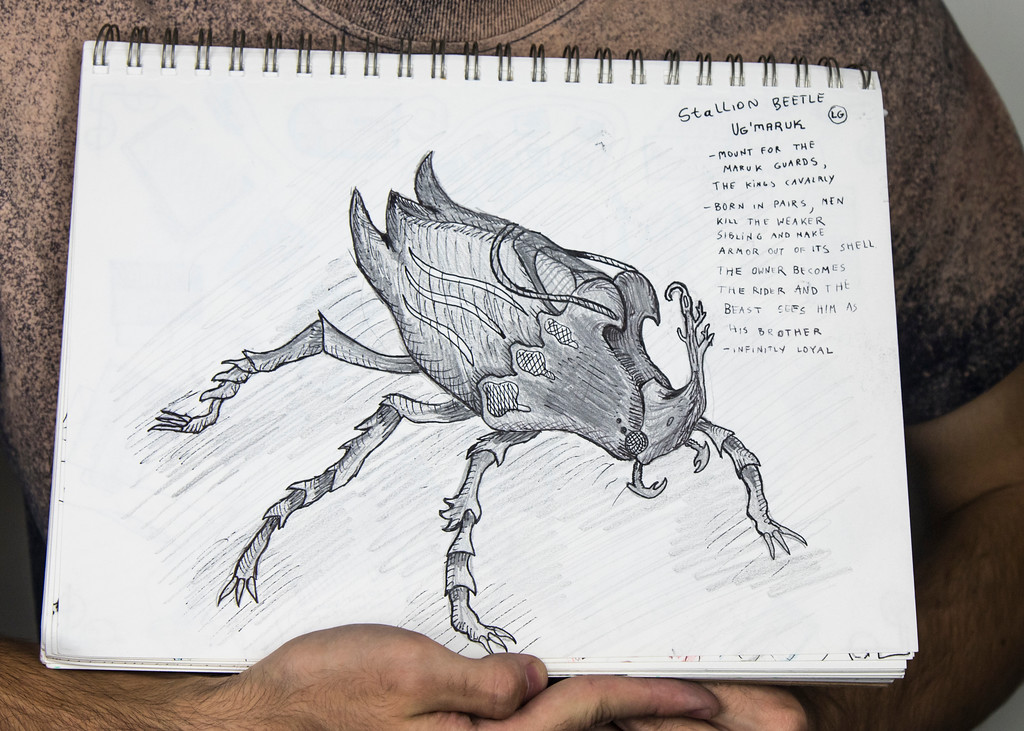 StaLLION BEETLE
LG
UG'MARUK
- MOUNT FOR THE
MARUK GUARDS,
THE KINGS CAVALRLY
- BORN IN PAIRS, MEN
KILL THE WEAKER
SIBLING AND MAKE
ARMOR OUT OF ITS SHELL
THE OWNER BECOMES
THE RIDER AND THE
BEAST SEES HIM AS
HIS BROTHER
- INFINITLY LOYAL